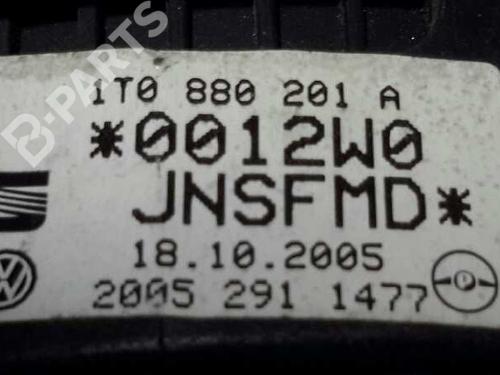 B-PARTS
1T0 880 201 A
*0012W0
JNSFMD*
18.10.2005
2005 291 1477